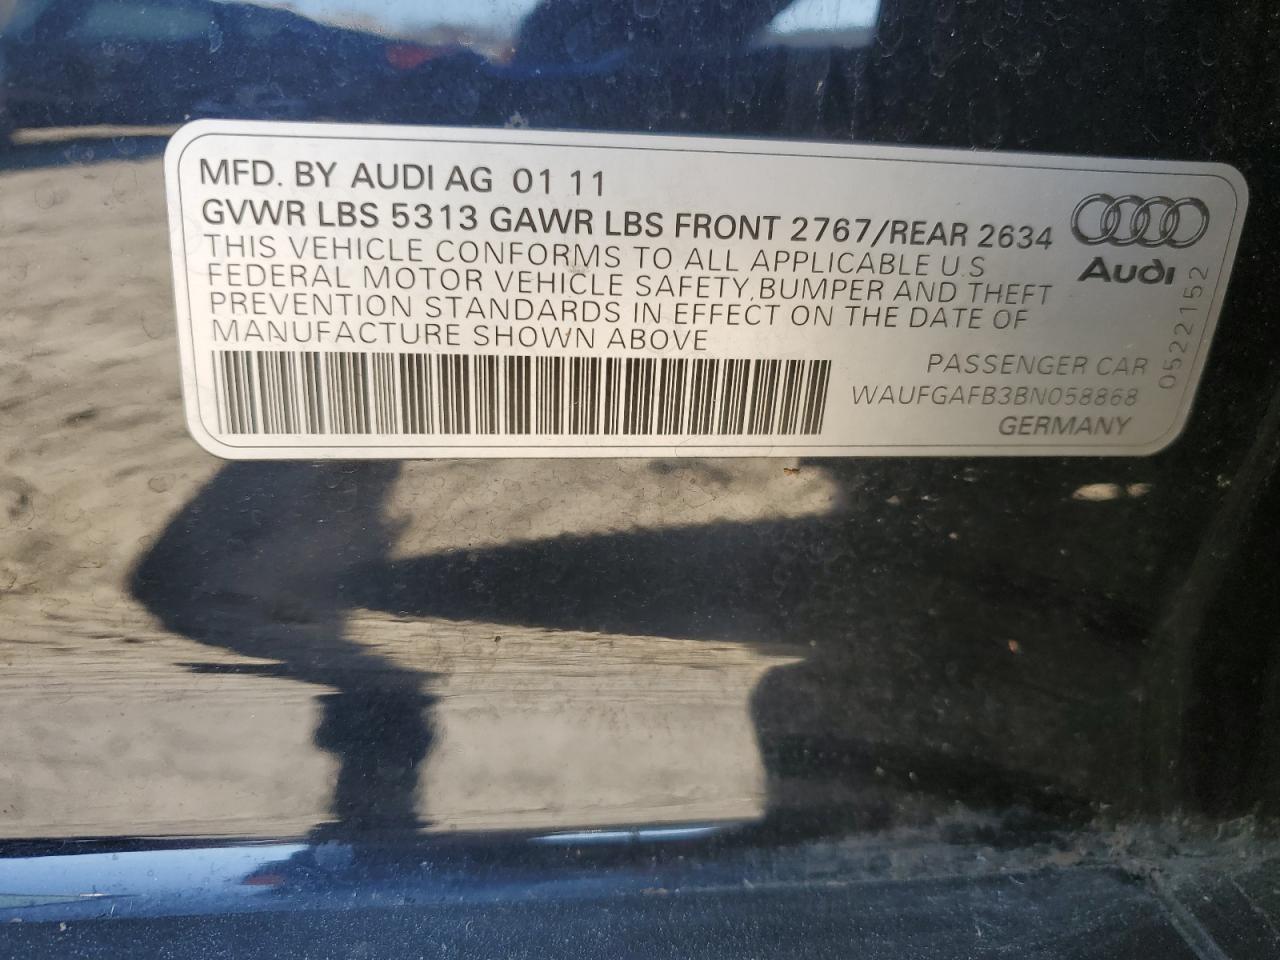 MFD. BY AUDI AG 01 11
GVWR LBS 5313 GAWR LBS FRONT 2767/REAR 2634
THIS VEHICLE CONFORMS TO ALL APPLICABLE U.S
FEDERAL MOTOR VEHICLE SAFETY,BUMPER AND THEFT
PREVENTION STANDARDS IN EFFECT ON THE DATE OF
MANUFACTURE SHOWN ABOVE
Audi
PASSENGER CAR
WAUFGAFB3BN058868
GERMANY
05221152